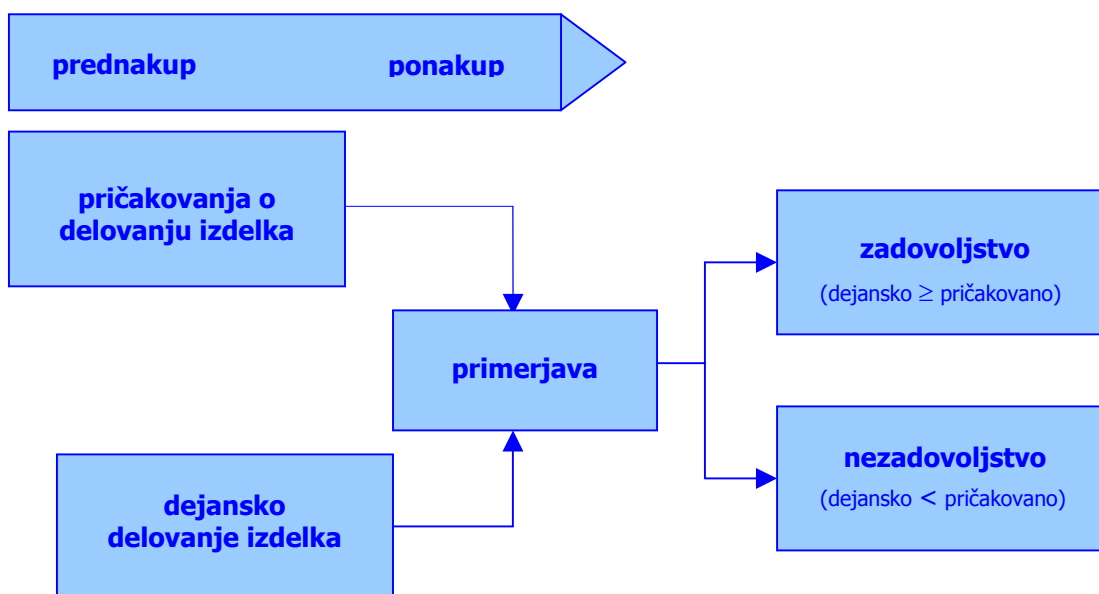 prednakup ponakup
pričakovanja o
delovanju izdelka
zadovoljstvo
(dejansko ≥ pričakovano)
primerjava
nezadovoljstvo
(dejansko < pričakovano)
dejansko
delovanje izdelka